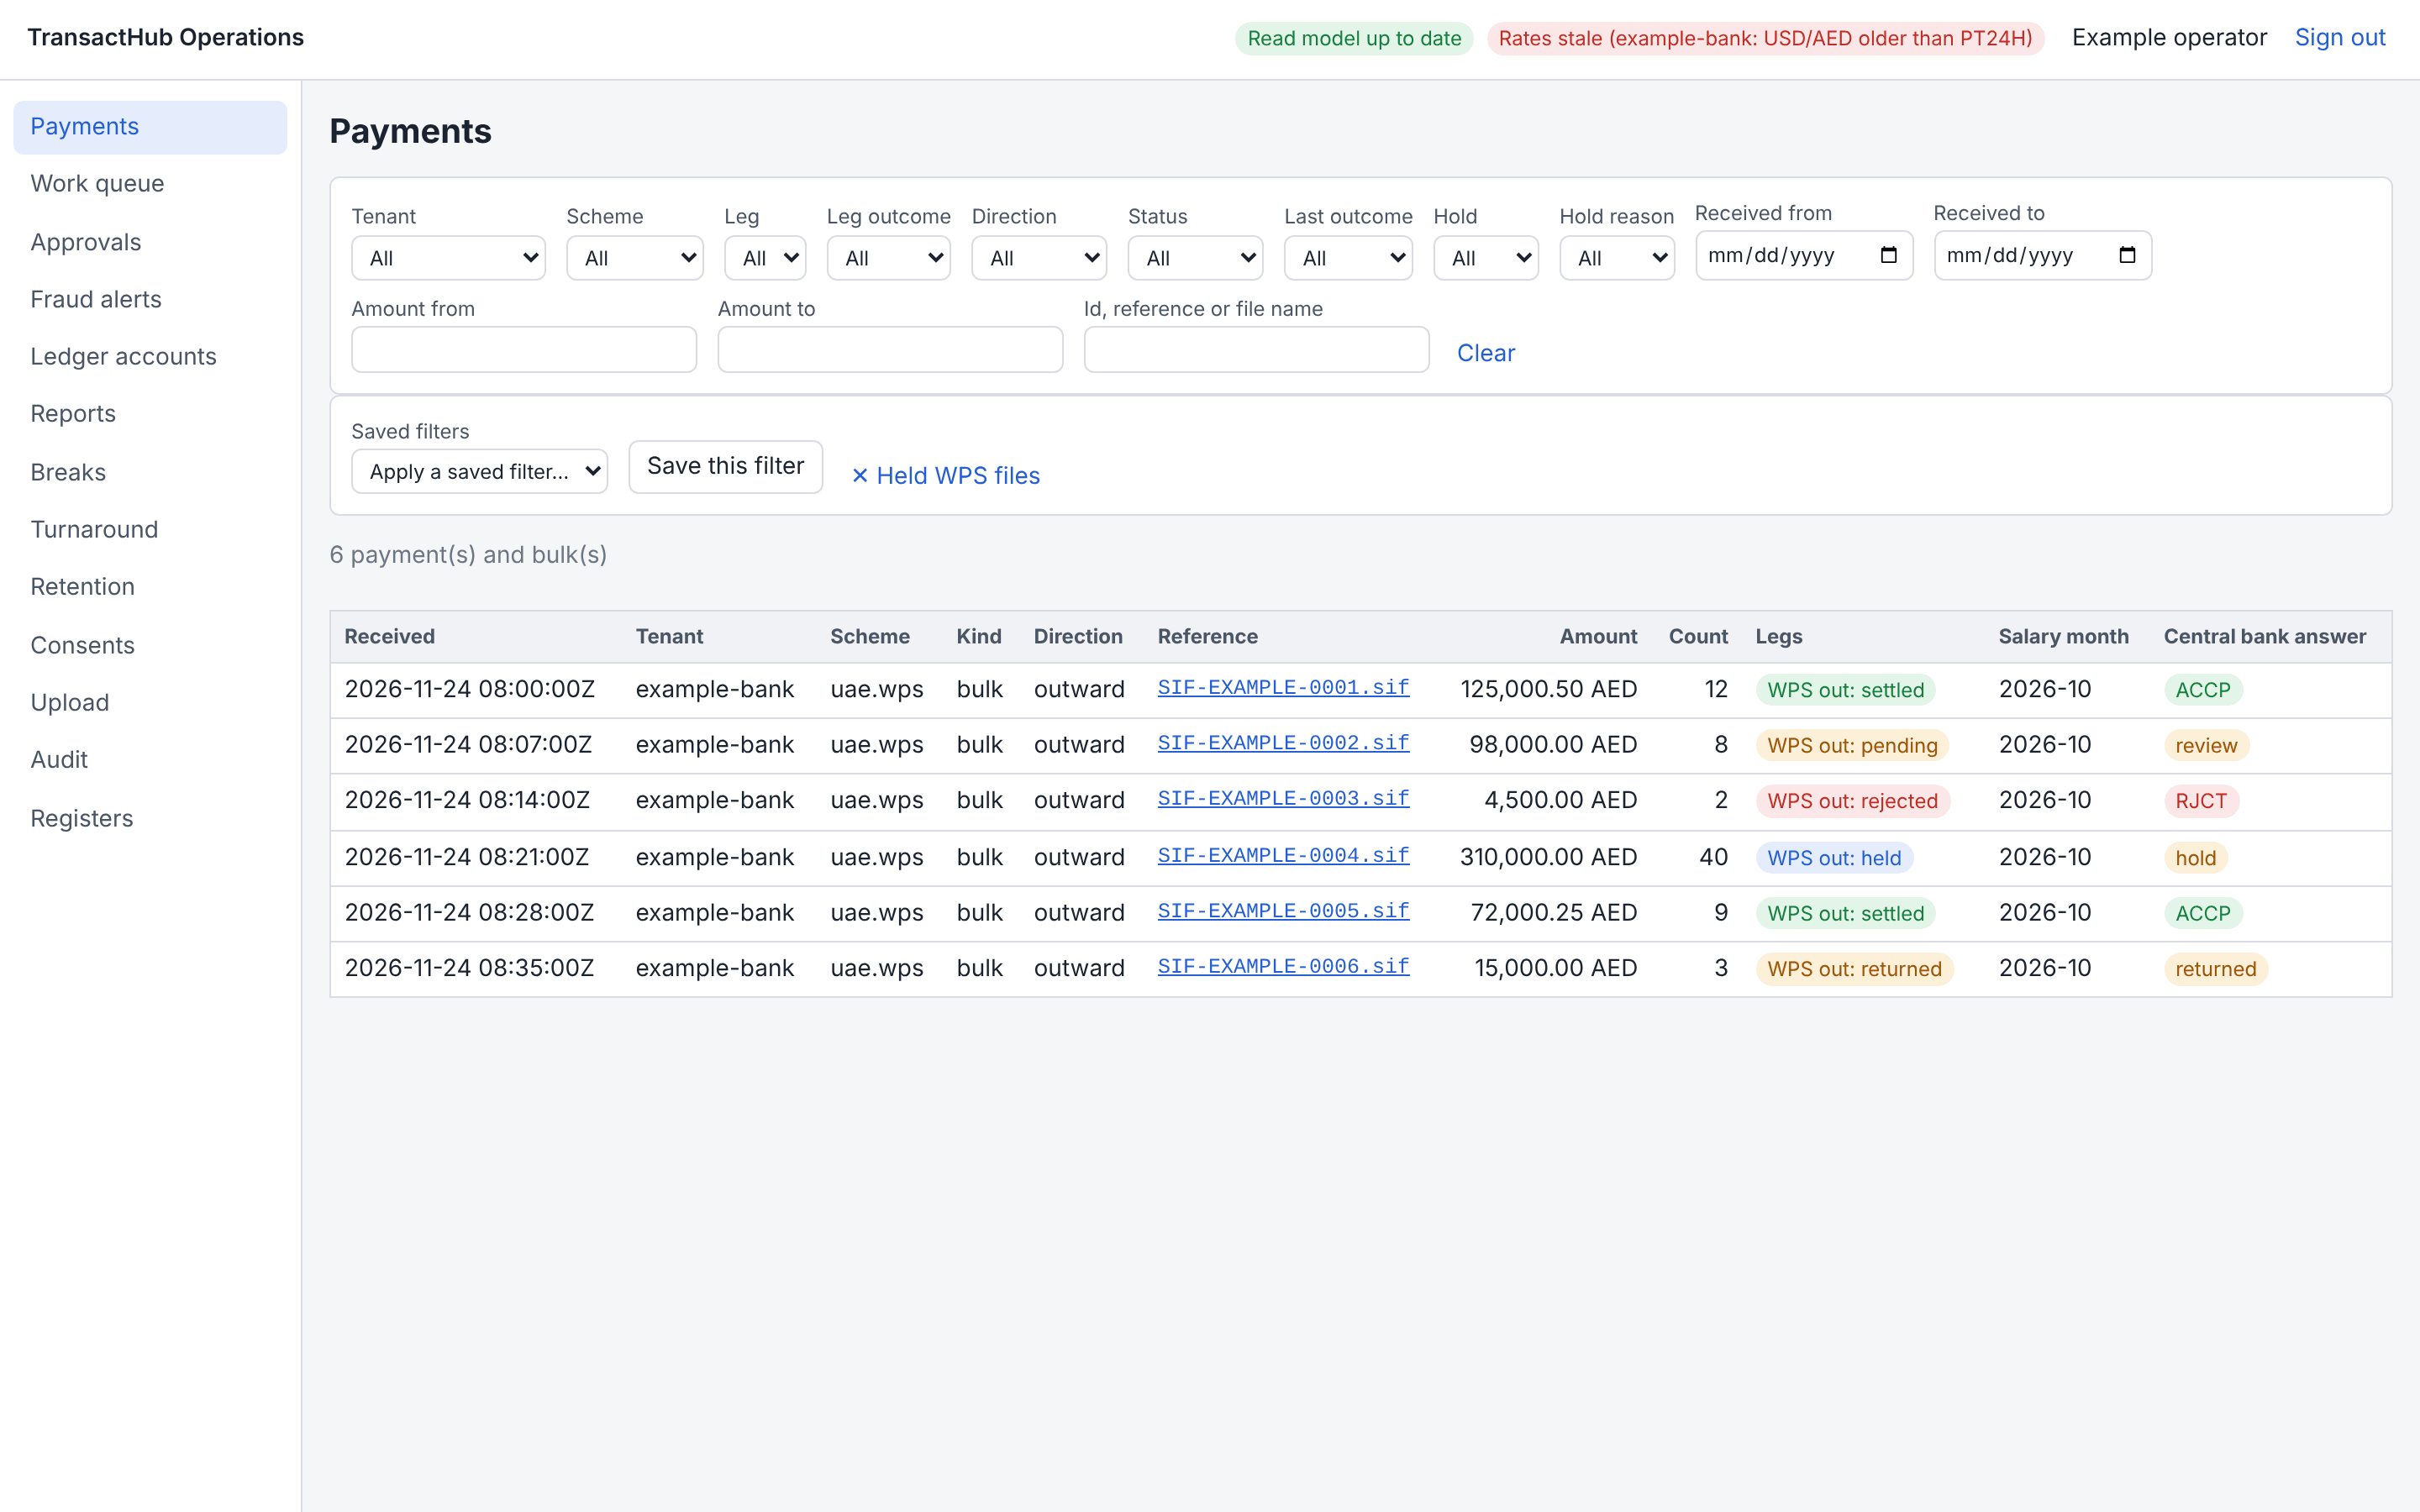 TransactHub Operations
Read model up to date
Rates stale (example-bank: USD/AED older than PT24H)
Example operator
Sign out
Payments
Work queue
Approvals
Fraud alerts
Ledger accounts
Reports
Breaks
Turnaround
Retention
Consents
Upload
Audit
Registers
Payments
Tenant Scheme Leg Leg outcome Direction Status Last outcome Hold Hold reason Received from Received to
All All All All All All All All All mm/dd/yyyy mm/dd/yyyy
Amount from Amount to Id, reference or file name
Clear
Saved filters
Apply a saved filter... Save this filter × Held WPS files
6 payment(s) and bulk(s)
Received Tenant Scheme Kind Direction Reference Amount Count Legs Salary month Central bank answer
2026-11-24 08:00:00Z example-bank uae.wps bulk outward SIF-EXAMPLE-0001.sif 125,000.50 AED 12 WPS out: settled 2026-10 ACCP
2026-11-24 08:07:00Z example-bank uae.wps bulk outward SIF-EXAMPLE-0002.sif 98,000.00 AED 8 WPS out: pending 2026-10 review
2026-11-24 08:14:00Z example-bank uae.wps bulk outward SIF-EXAMPLE-0003.sif 4,500.00 AED 2 WPS out: rejected 2026-10 RJCT
2026-11-24 08:21:00Z example-bank uae.wps bulk outward SIF-EXAMPLE-0004.sif 310,000.00 AED 40 WPS out: held 2026-10 hold
2026-11-24 08:28:00Z example-bank uae.wps bulk outward SIF-EXAMPLE-0005.sif 72,000.25 AED 9 WPS out: settled 2026-10 ACCP
2026-11-24 08:35:00Z example-bank uae.wps bulk outward SIF-EXAMPLE-0006.sif 15,000.00 AED 3 WPS out: returned 2026-10 returned